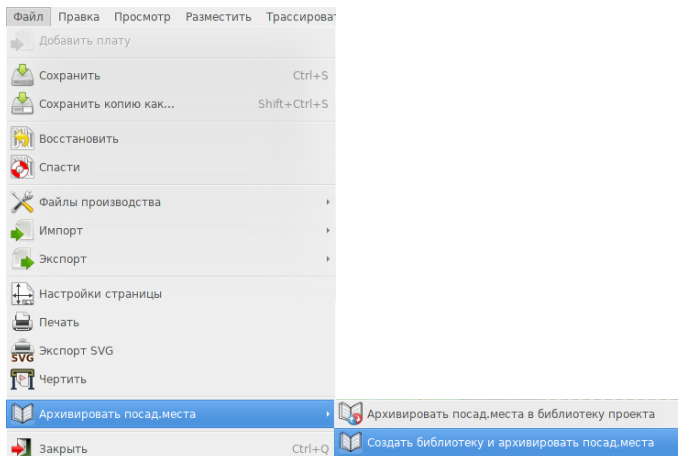 Файл Правка Просмотр Разместить Трассироват
Добавить плату
Сохранить Ctrl+S
Сохранить копию как... Shift+Ctrl+S
Восстановить
Спасти
Файлы производства
Импорт
Экспорт
Настройки страницы
Печать
SVG Экспорт SVG
Чертить
Архивировать посад.места
Архивировать посад.места в библиотеку проекта
Создать библиотеку и архивировать посад.места
Закрыть Ctrl+Q